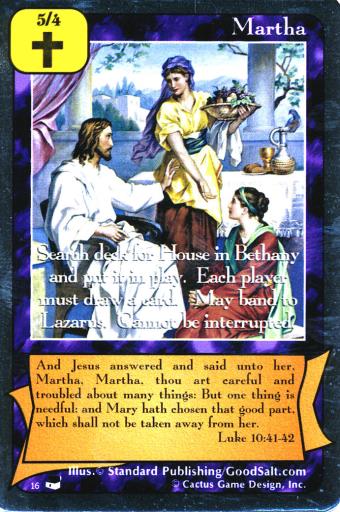 5/4
Martha
Search deck for House in Bethany
and put it in play. Each player
must draw a card. May band to
Lazarus. Cannot be interrupted.
And Jesus answered and said unto her,
Martha, Martha, thou art careful and
troubled about many things: But one thing is
needful: and Mary hath chosen that good part,
which shall not be taken away from her.
Luke 10:41-42
Illus.© Standard Publishing/GoodSalt.com
16
© Cactus Game Design, Inc.